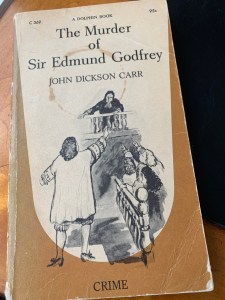 C 369 A DOLPHIN BOOK 95c
The Murder
of
Sir Edmund Godfrey
JOHN DICKSON CARR
CRIME